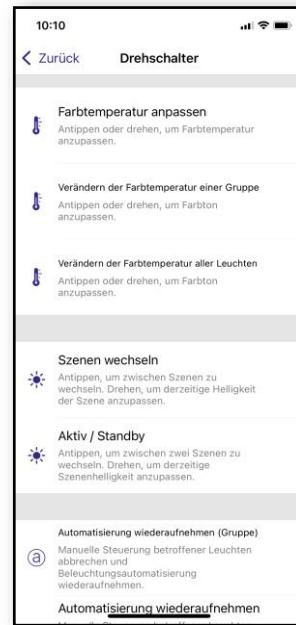 10:10
Zurück Drehschalter
Farbtemperatur anpassen
Antippen oder drehen, um Farbtemperatur
anzupassen.
Verändern der Farbtemperatur einer Gruppe
Antippen oder drehen, um Farbton
anzupassen.
Verändern der Farbtemperatur aller Leuchten
Antippen oder drehen, um Farbton
anzupassen.
Szenen wechseln
Antippen, um zwischen Szenen zu
wechseln. Drehen, um derzeitige Helligkeit
der Szene anzupassen.
Aktiv / Standby
Antippen, um zwischen zwei Szenen zu
wechseln. Drehen, um derzeitige
Szenenhelligkeit anzupassen.
Automatisierung wiederaufnehmen (Gruppe)
a
Manuelle Steuerung betroffener Leuchten
abbrechen und
Beleuchtungsautomatisierung
wiederaufnehmen.
Automatisierung wiederaufnehmen